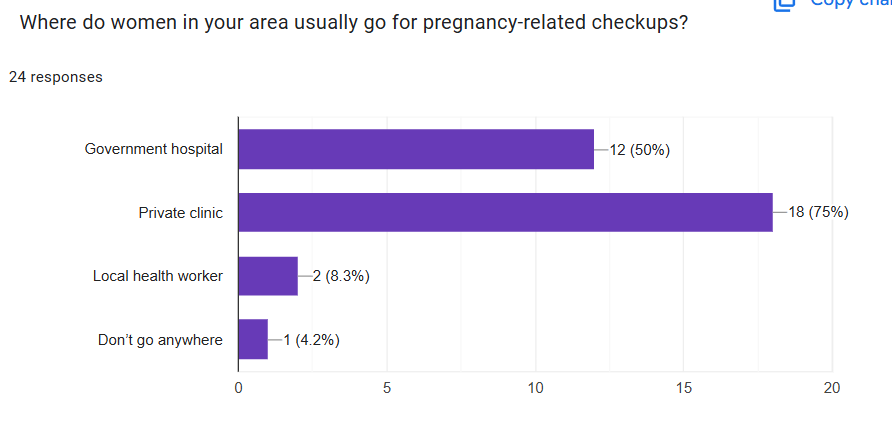 Copy
Where do women in your area usually go for pregnancy-related checkups?
24 responses
Government hospital
12 (50%)
Private clinic
18 (75%)
Local health worker
2 (8.3%)
Don't go anywhere
1 (4.2%)
0 5 10 15 20